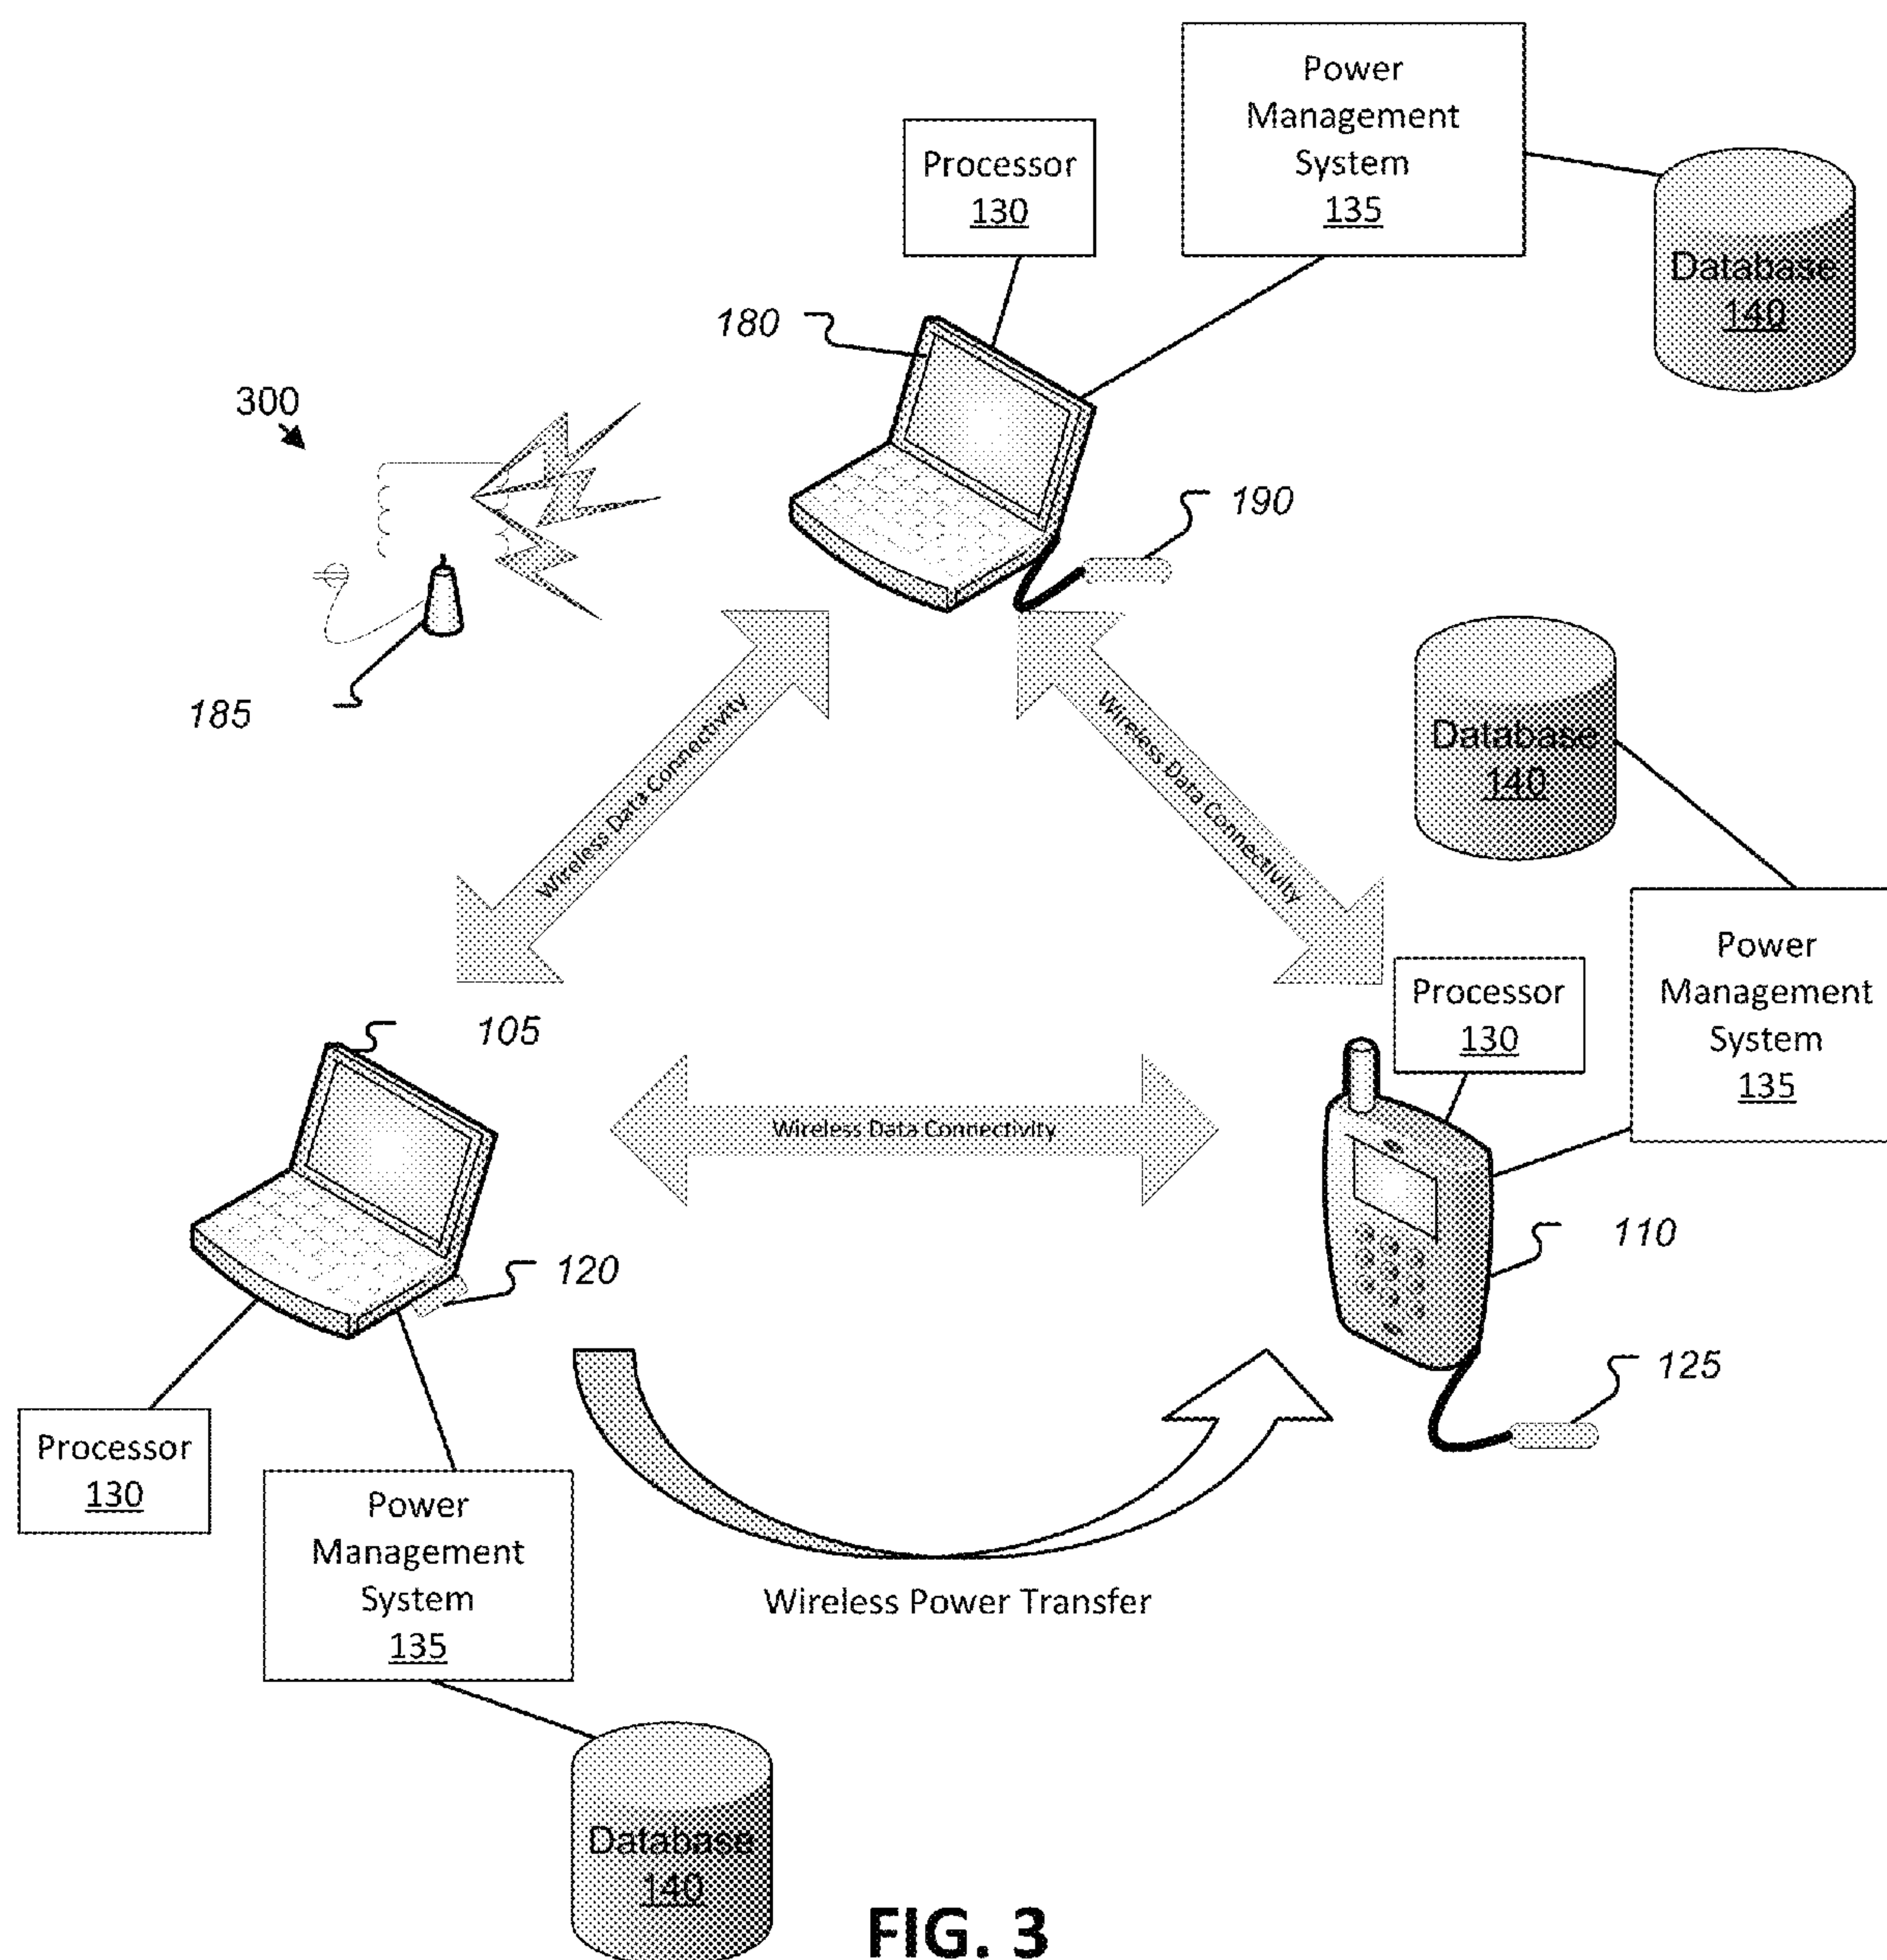 Power
Management
System
135
Processor
130
Database
140
180
300
190
185
Wireless Data Connectivity
Wireless Data Connectivity
Database
140
Power
Management
System
135
Processor
130
105
Wireless Data Connectivity
110
120
125
Processor
130
Power
Management
System
135
Wireless Power Transfer
Database
140
FIG. 3